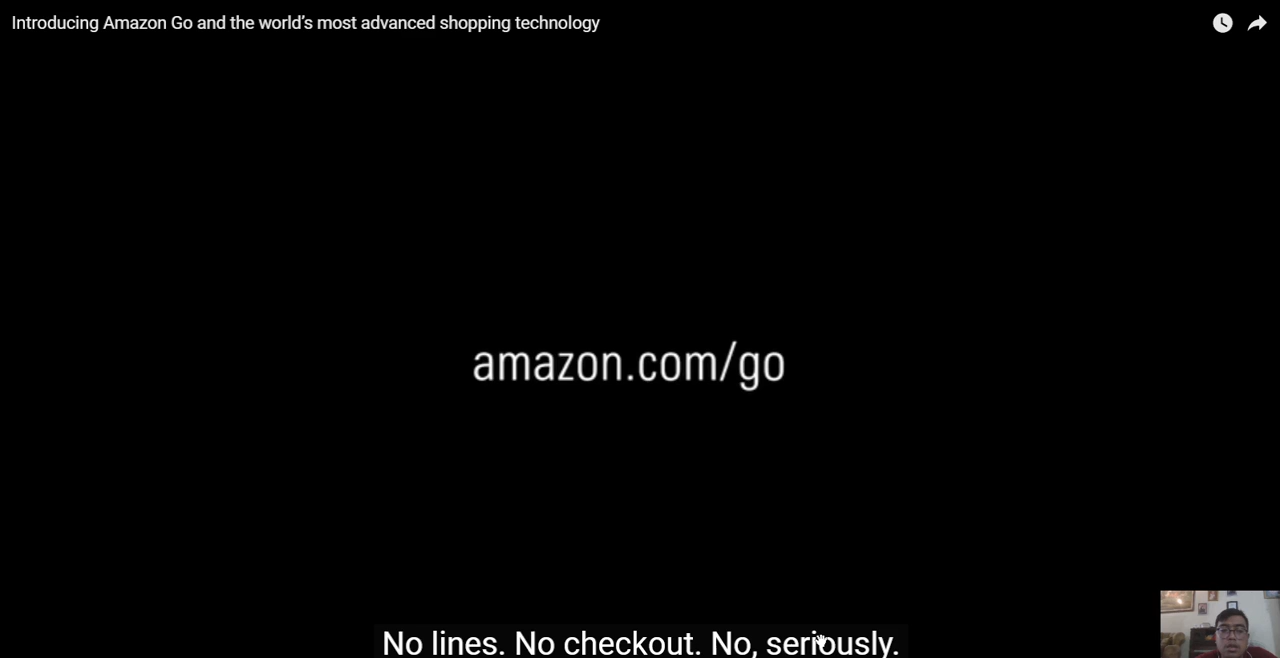 Introducing Amazon Go and the world’s most advanced shopping technology
amazon.com/go
No lines. No checkout. No, seriously.